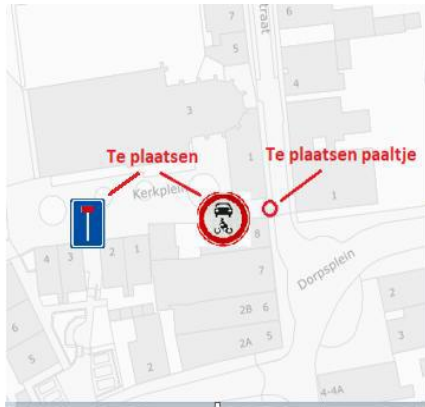 7
6
traat
5
4
3
Te plaatsen
1
Te plaatsen paaltje
Kerkplein
1
8
4 3 2 1
7
Dorpsplein
2B 6
2
6
2A 5
3
5
2
4-4A